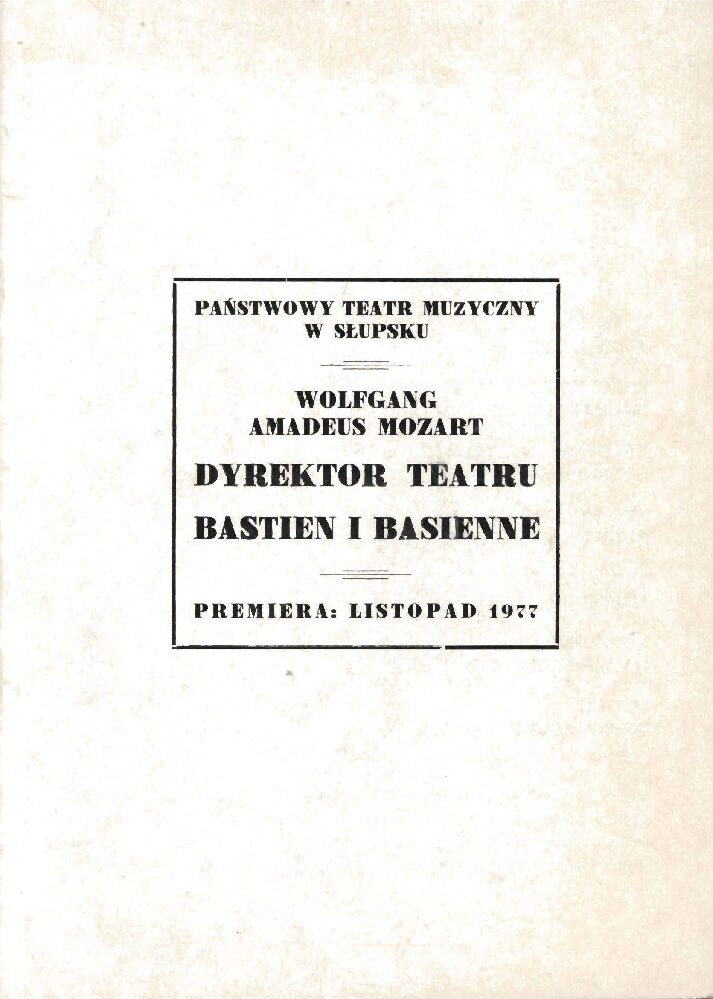 PAŃSTWOWY TEATR MUZYCZNY
W SŁUPSKU
WOLFGANG
AMADEUS MOZART
DYREKTOR TEATRU
BASTIEN I BASIENNE
PREMIERA: LISTOPAD 1977